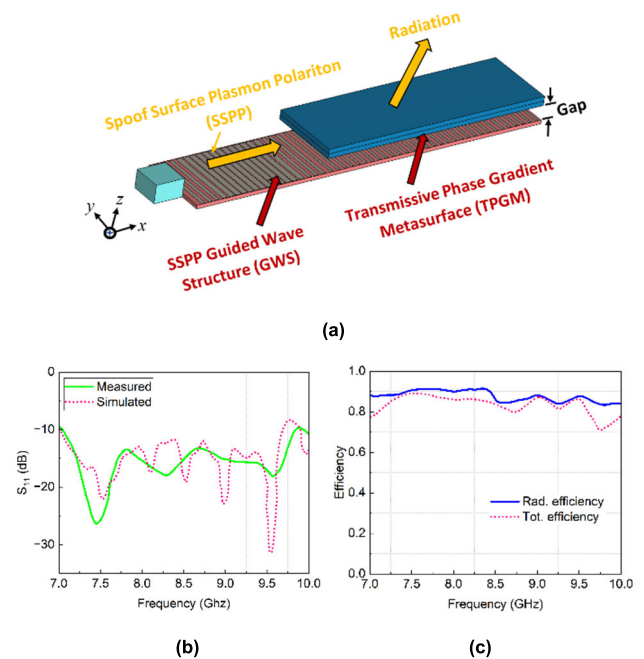 Radiation
Spoof Surface Plasmon Polariton
(SSPP)
Gap
y
z
x
SSPP Guided Wave
Structure (GWS)
Transmissive Phase Gradient
Metasurface (TPGM)
(a)
0
-10
-20
-30
S11 (dB)
Measured
Simulated
7.0 7.5 8.0 8.5 9.0 9.5 10.0
Frequency (Ghz)
(b)
1.0
0.8
0.6
0.4
0.2
0.0
Efficiency
Rad. efficiency
Tot. efficiency
7.0 7.5 8.0 8.5 9.0 9.5 10.0
Frequency (GHz)
(c)